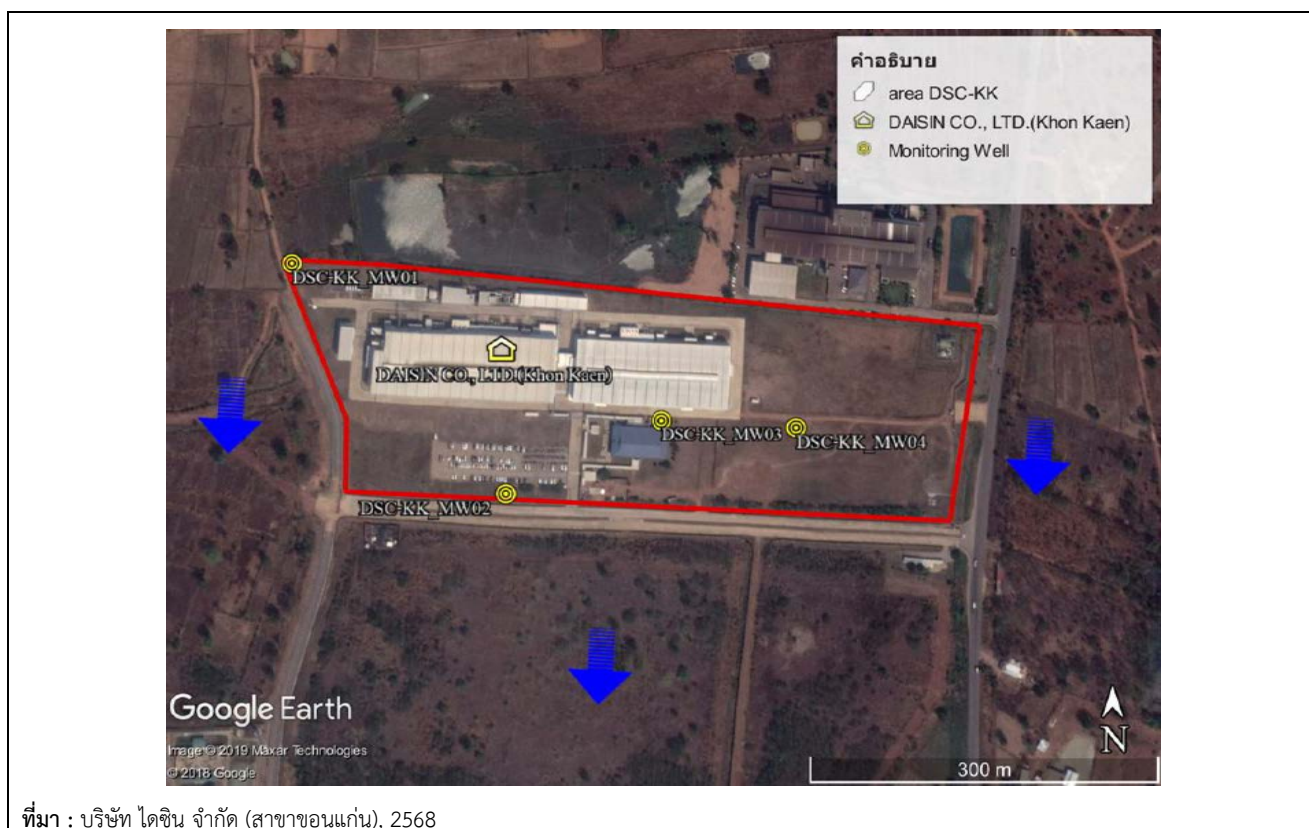 คำอธิบาย
area DSC-KK
DAISIN CO., LTD.(Khon Kaen)
Monitoring Well
DSC-KK_MW01
DAISIN CO., LTD.(Khon Kaen)
DSC-KK_MW03
DSC-KK_MW04
DSC-KK_MW02
Google Earth
Image © 2019 Maxar Technologies
© 2018 Google
N
300 m
ที่มา : บริษัท ไดซิน จำกัด (สาขาขอนแก่น), 2568